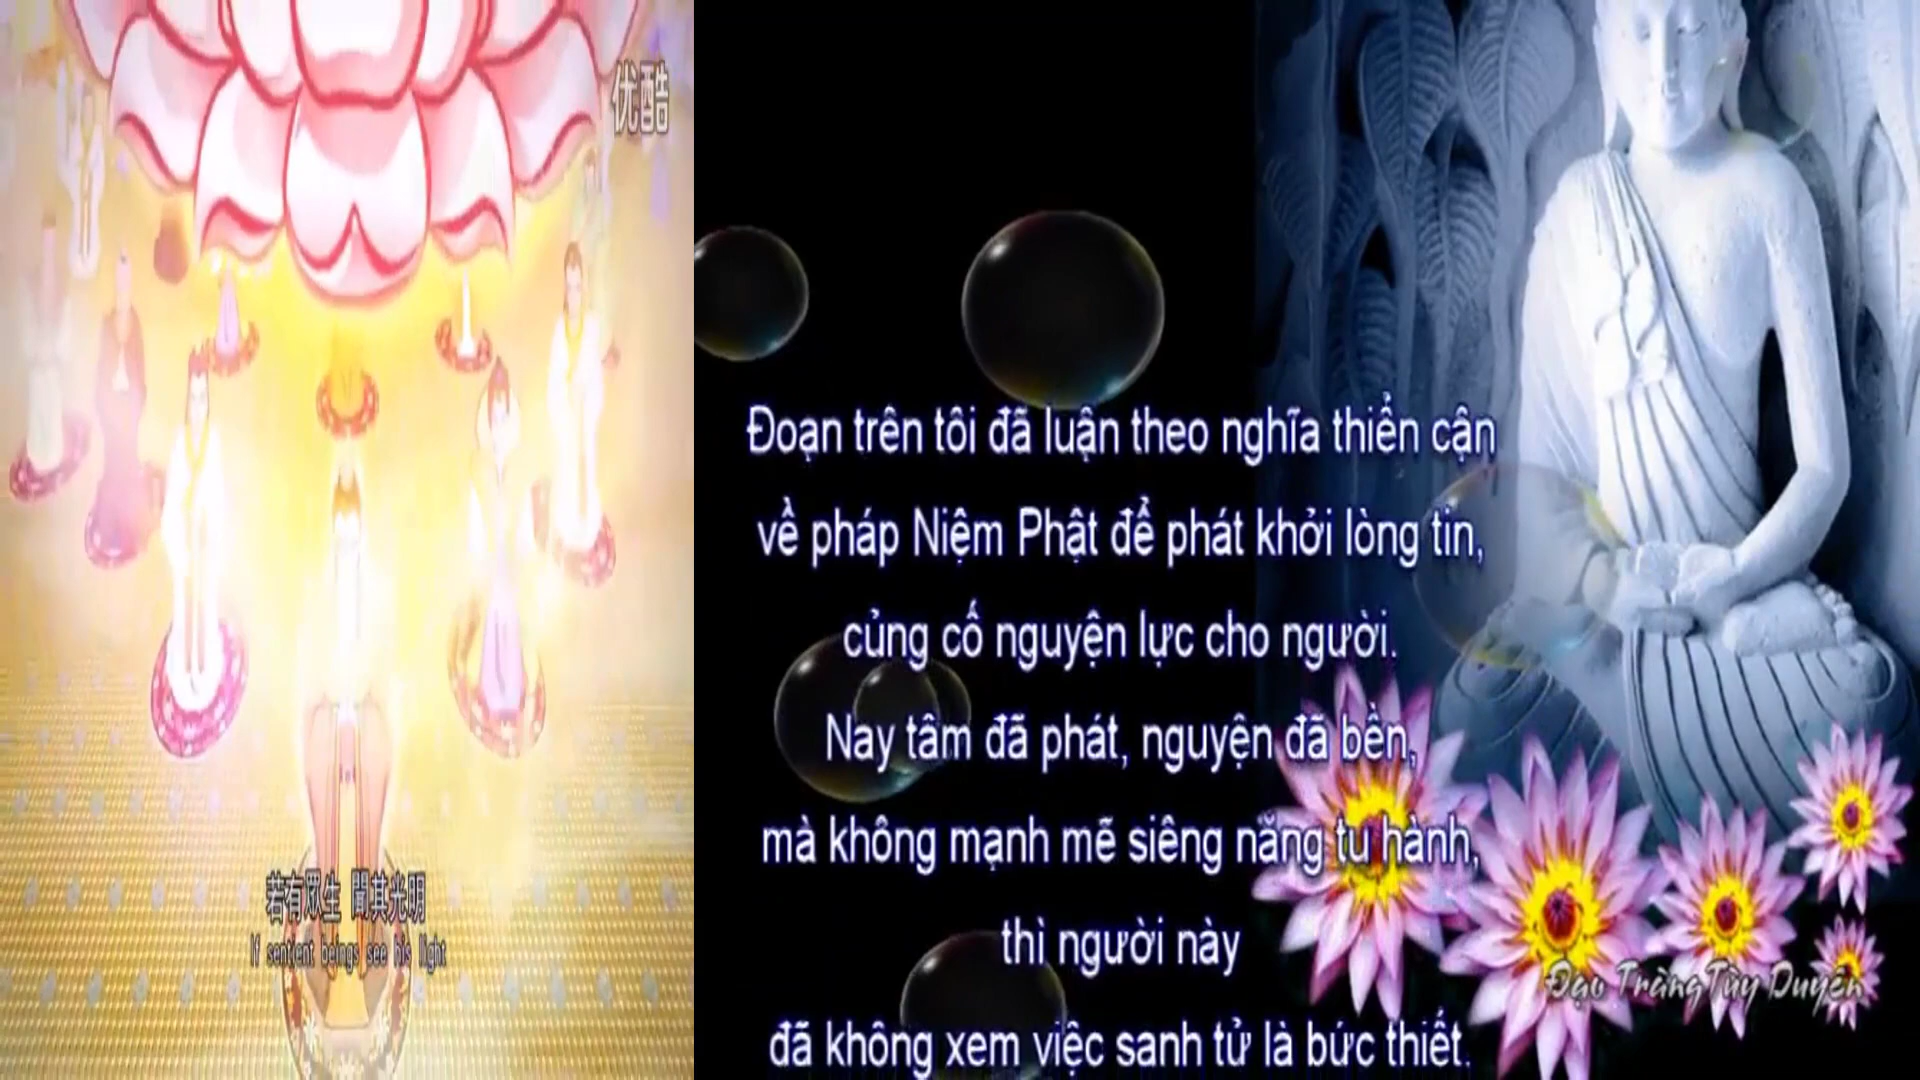 优酷
若有眾生 聞其光明
If sentient beings see his light
Đoạn trên tôi đã luận theo nghĩa thiển cận
về pháp Niệm Phật để phát khởi lòng tin,
củng cố nguyện lực cho người.
Nay tâm đã phát, nguyện đã bền,
mà không mạnh mẽ siêng năng tu hành,
thì người này
đã không xem việc sanh tử là bức thiết.
Đạo Tràng Tùy Duyên